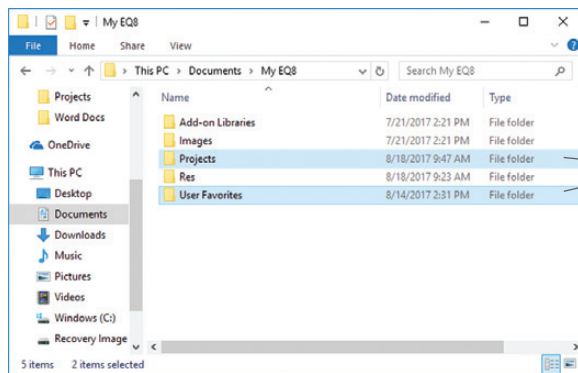 My EQ8
File Home Share View
This PC > Documents > My EQ8 Search My EQ8
Projects
Word Docs
OneDrive
This PC
Desktop
Documents
Downloads
Music
Pictures
Videos
Windows (C:)
Recovery Image
Name Date modified Type
Add-on Libraries 7/21/2017 2:21 PM File folder
Images 7/21/2017 2:21 PM File folder
Projects 8/18/2017 9:47 AM File folder
Res 8/18/2017 9:23 AM File folder
User Favorites 8/14/2017 2:31 PM File folder
5 items 2 items selected